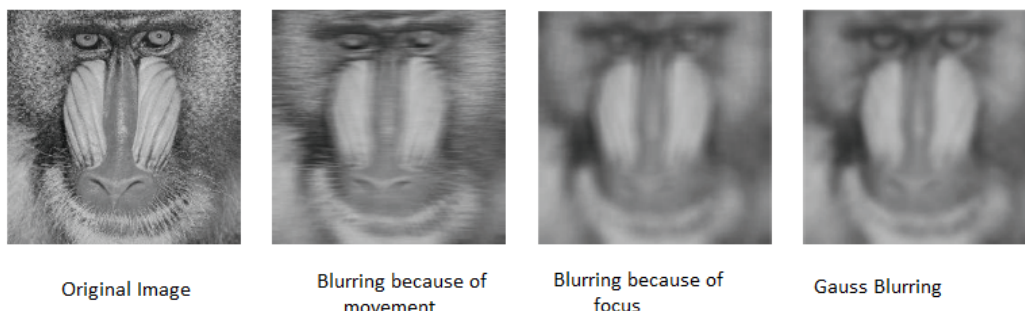 Original Image
Blurring because of
movement
Blurring because of
focus
Gauss Blurring